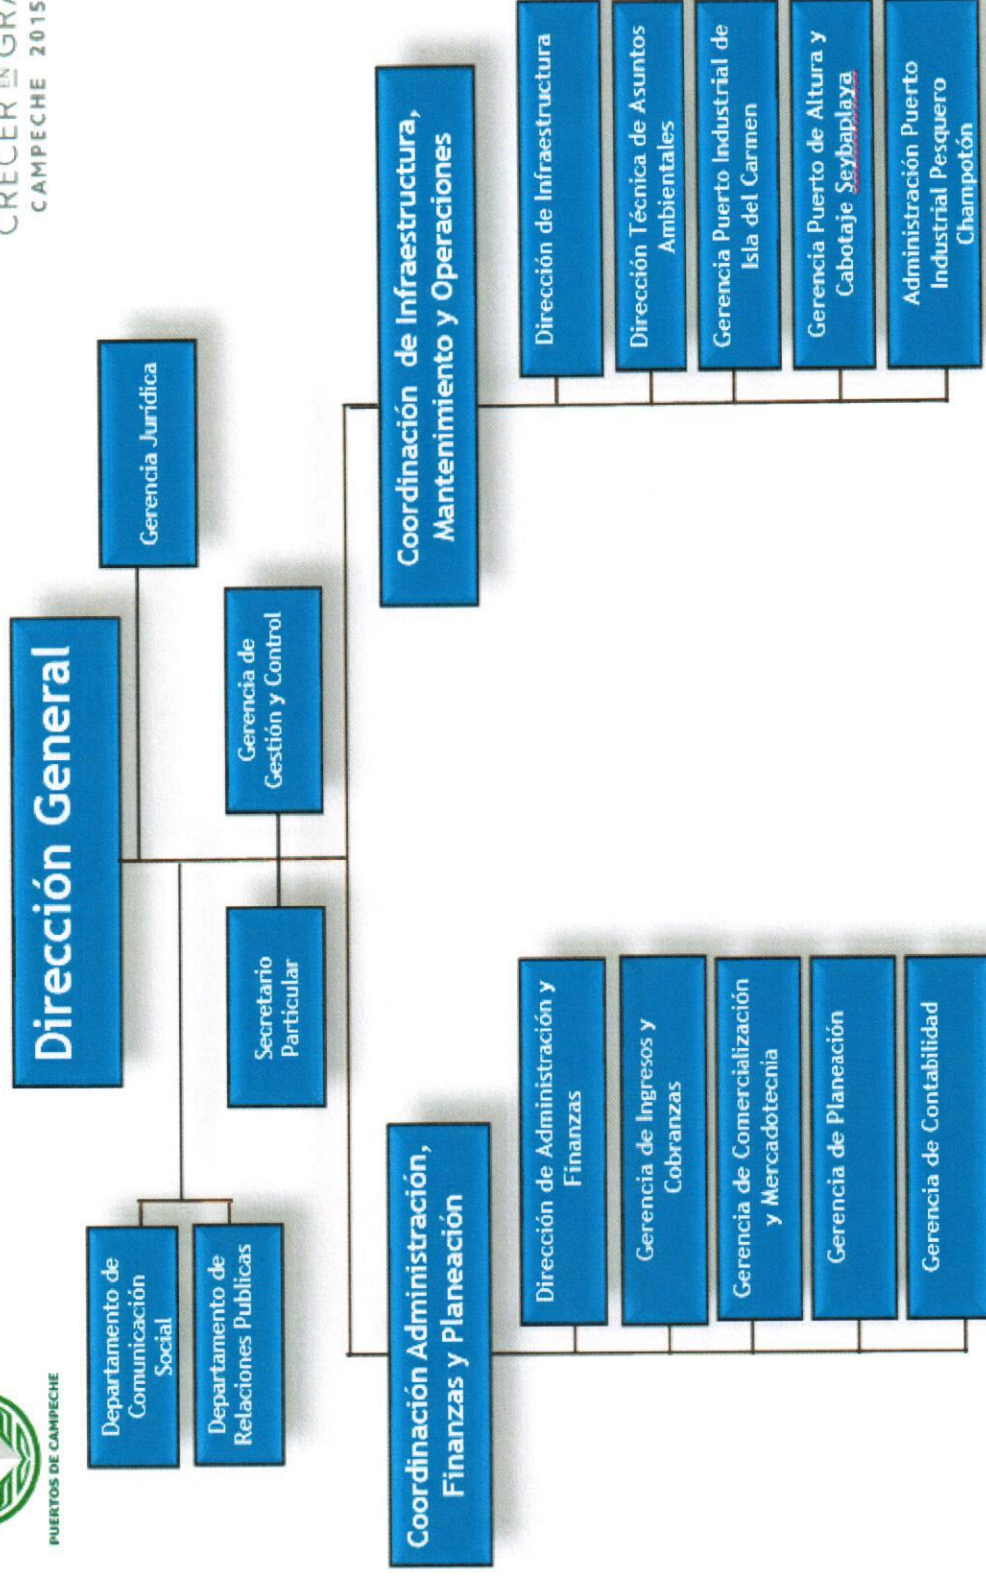 PUERTOS DE CAMPECHE
CRECER EN
CAMPECHE 2015
Dirección General
Gerencia Jurídica
Departamento de
Comunicación
Social
Departamento de
Relaciones Publicas
Secretario
Particular
Gerencia de
Gestión y Control
Coordinación Administración,
Finanzas y Planeación
Dirección de Administración y
Finanzas
Gerencia de Ingresos y
Cobranzas
Gerencia de Comercialización
y Mercadotecnia
Gerencia de Planeación
Gerencia de Contabilidad
Coordinación de Infraestructura,
Mantenimiento y Operaciones
Dirección de Infraestructura
Dirección Técnica de Asuntos
Ambientales
Gerencia Puerto Industrial de
Isla del Carmen
Gerencia Puerto de Altura y
Cabotaje Seybaplaya
Administración Puerto
Industrial Pesquero
Champotón